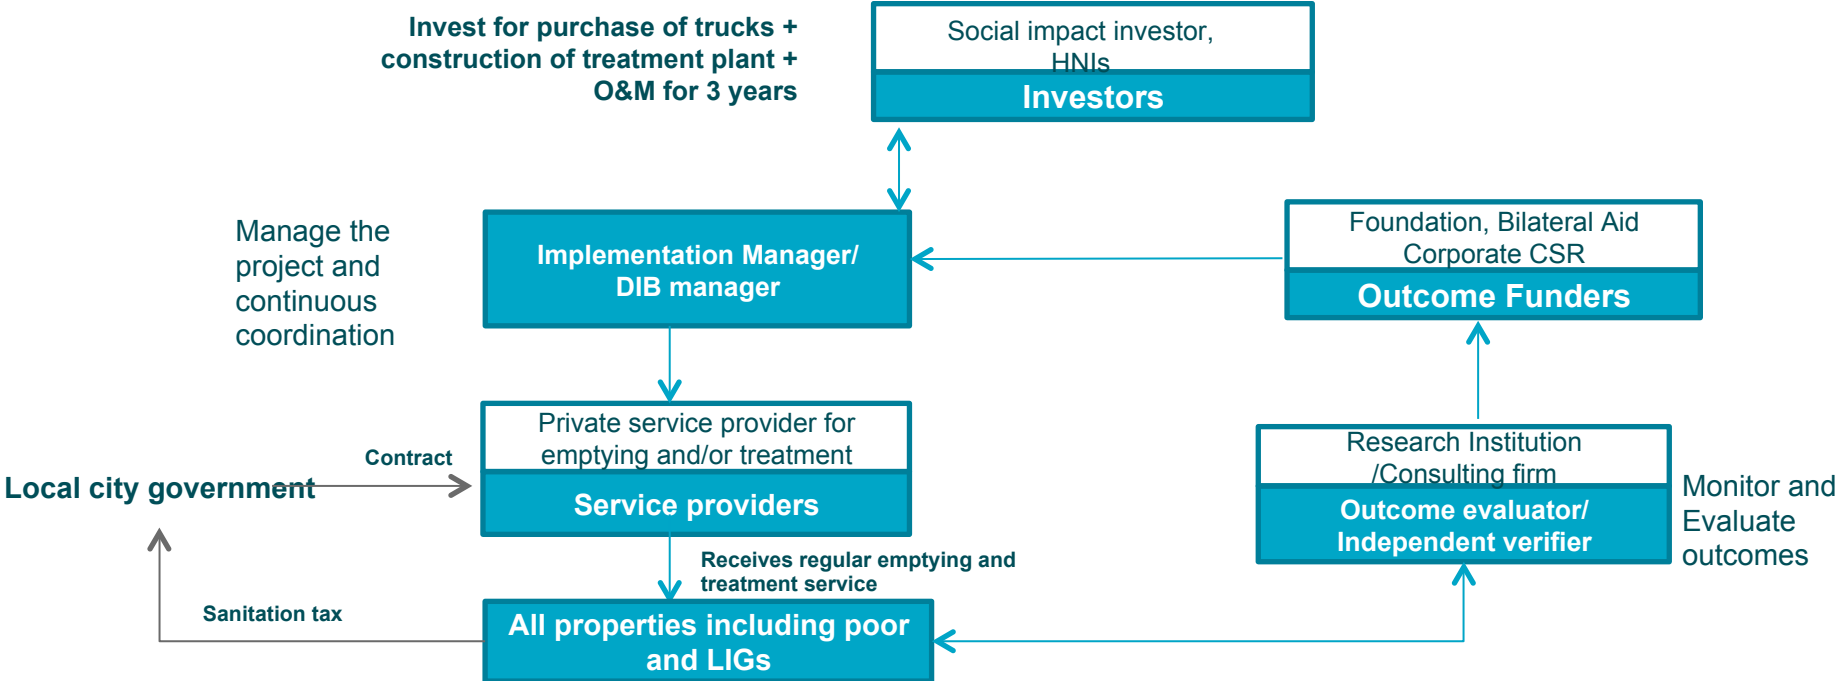 Invest for purchase of trucks +
construction of treatment plant +
O&M for 3 years
Social impact investor,
HNIs
Investors
Manage the
project and
continuous
coordination
Implementation Manager/
DIB manager
Foundation, Bilateral Aid
Corporate CSR
Outcome Funders
Private service provider for
emptying and/or treatment
Service providers
Contract
Local city government
Research Institution
/Consulting firm
Outcome evaluator/
Independent verifier
Monitor and
Evaluate
outcomes
Receives regular emptying and
treatment service
Sanitation tax
All properties including poor
and LIGs